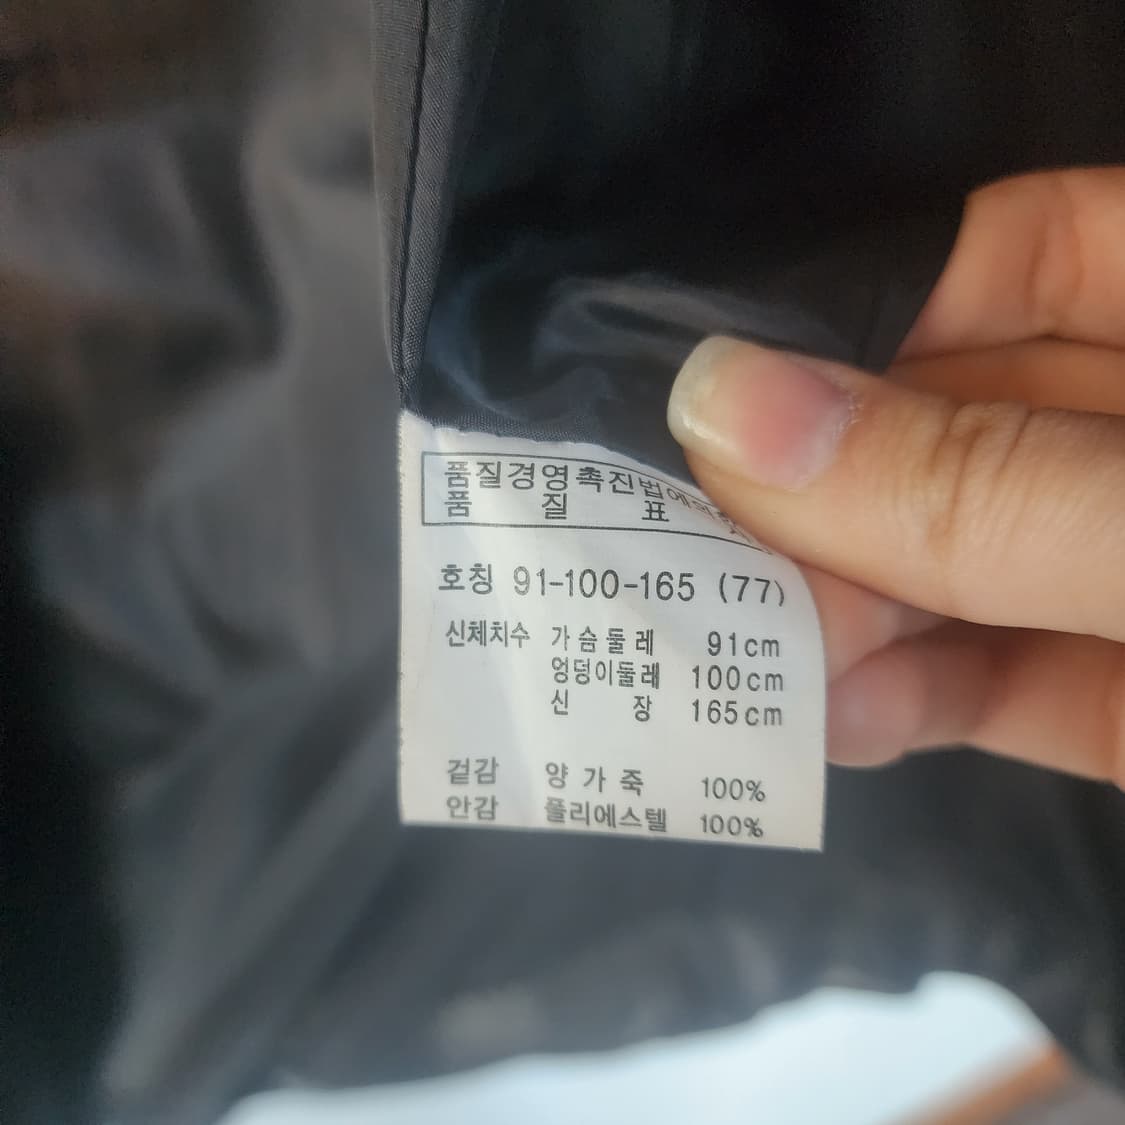 품질경영촉진법에의
품 질 표
호칭 91-100-165 (77)
신체치수 가슴둘레 91cm
엉덩이둘레 100cm
신 장 165cm
겉감 양가죽 100%
안감 폴리에스텔 100%